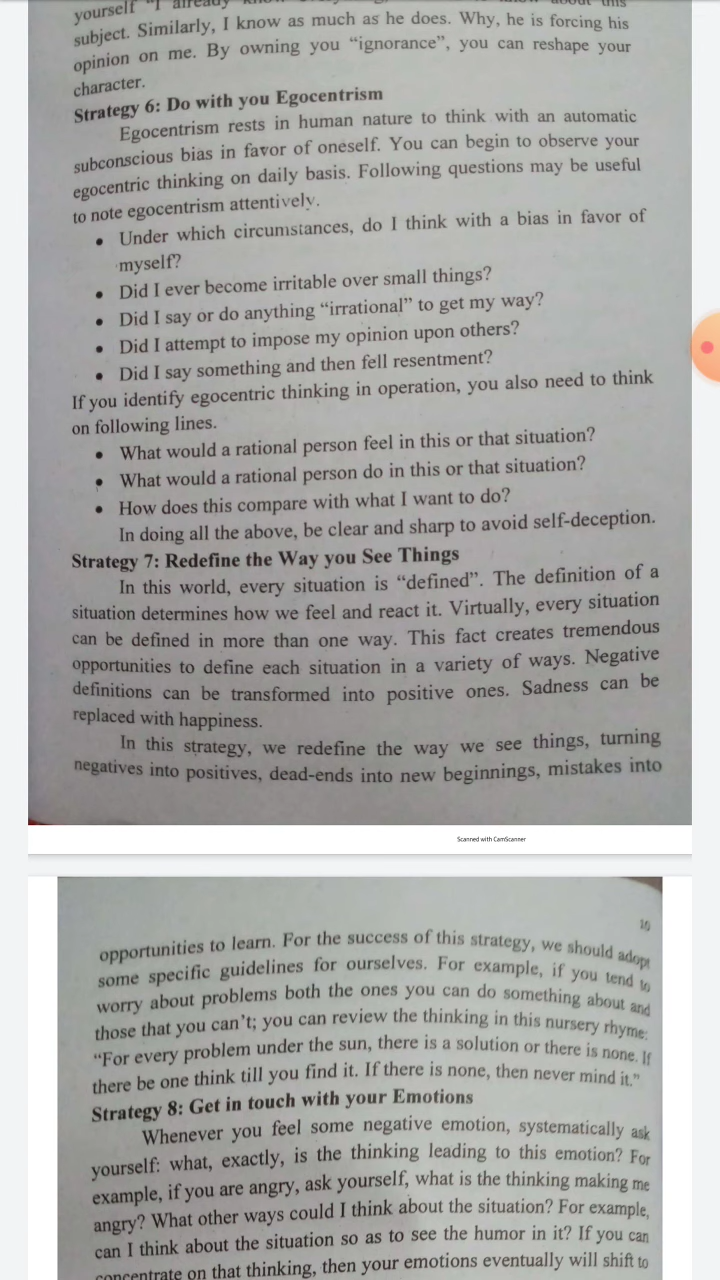 yourself "I already
subject. Similarly, I know as much as he does. Why, he is forcing his
opinion on me. By owning you "ignorance", you can reshape your
character.
Strategy 6: Do with you Egocentrism
Egocentrism rests in human nature to think with an automatic
subconscious bias in favor of oneself. You can begin to observe your
egocentric thinking on daily basis. Following questions may be useful
to note egocentrism attentively.
• Under which circumstances, do I think with a bias in favor of
myself?
• Did I ever become irritable over small things?
• Did I say or do anything "irrational" to get my way?
• Did I attempt to impose my opinion upon others?
• Did I say something and then fell resentment?
If you identify egocentric thinking in operation, you also need to think
on following lines.
• What would a rational person feel in this or that situation?
• What would a rational person do in this or that situation?
• How does this compare with what I want to do?
In doing all the above, be clear and sharp to avoid self-deception.
Strategy 7: Redefine the Way you See Things
In this world, every situation is "defined". The definition of a
situation determines how we feel and react it. Virtually, every situation
can be defined in more than one way. This fact creates tremendous
opportunities to define each situation in a variety of ways. Negative
definitions can be transformed into positive ones. Sadness can be
replaced with happiness.
In this strategy, we redefine the way we see things, turning
negatives into positives, dead-ends into new beginnings, mistakes into
Scanned with CamScanner
opportunities to learn. For the success of this strategy, we should adopt
some specific guidelines for ourselves. For example, if you tend to
worry about problems both the ones you can do something about and
those that you can't; you can review the thinking in this nursery rhyme:
"For every problem under the sun, there is a solution or there is none. If
there be one think till you find it. If there is none, then never mind it."
Strategy 8: Get in touch with your Emotions
Whenever you feel some negative emotion, systematically ask
yourself: what, exactly, is the thinking leading to this emotion? For
example, if you are angry, ask yourself, what is the thinking making me
angry? What other ways could I think about the situation? For example,
can I think about the situation so as to see the humor in it? If you can
concentrate on that thinking, then your emotions eventually will shift to